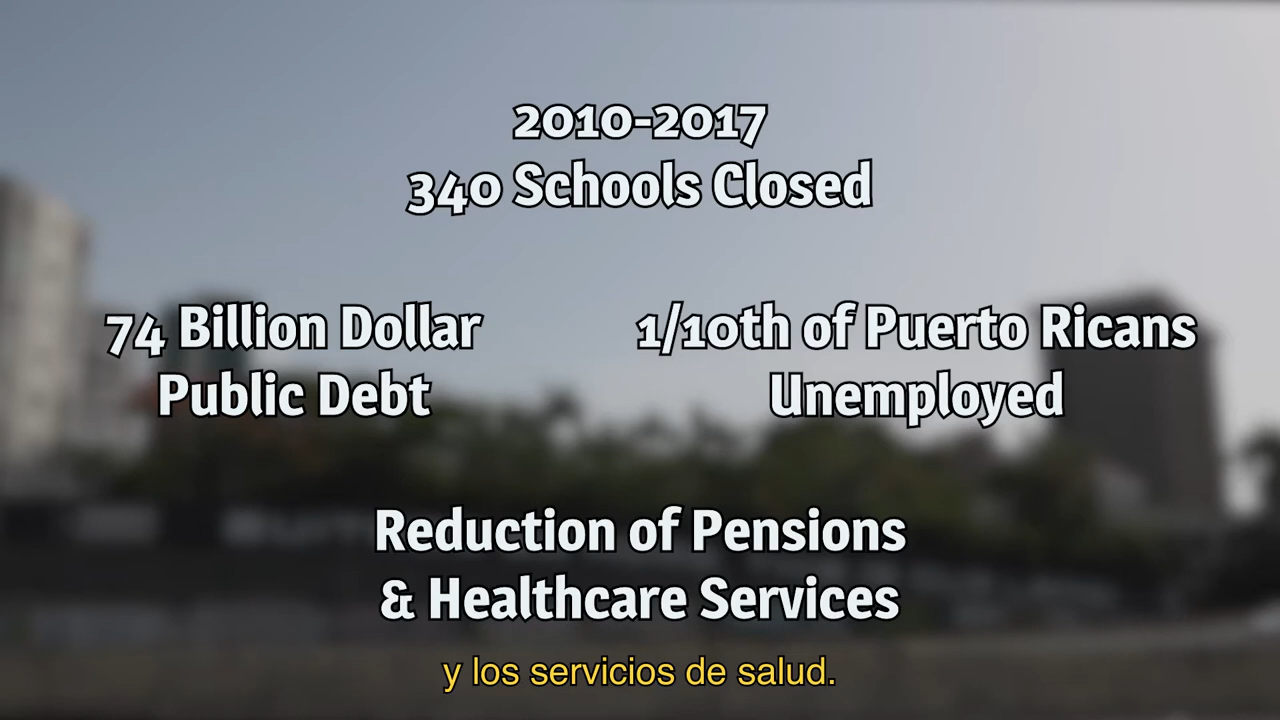 2010-2017
340 Schools Closed
74 Billion Dollar
Public Debt
1/10th of Puerto Ricans
Unemployed
Reduction of Pensions
& Healthcare Services
y los servicios de salud.